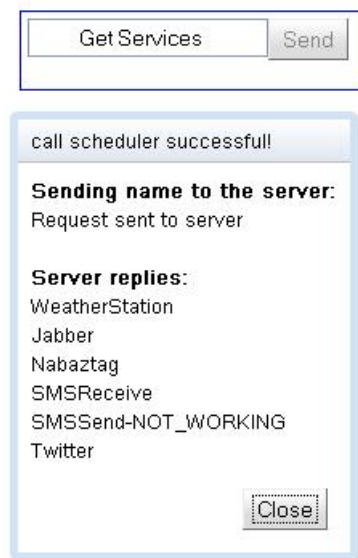 Get Services Send
call scheduler successful!
Sending name to the server:
Request sent to server
Server replies:
WeatherStation
Jabber
Nabaztag
SMSReceive
SMSSend-NOT_WORKING
Twitter
Close